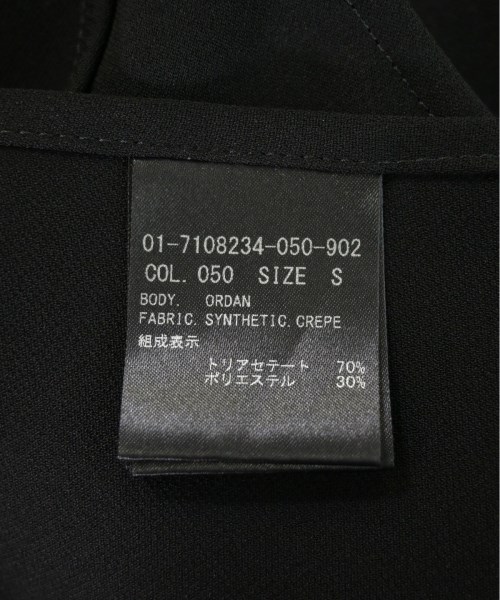 01-7108234-050-902
COL. 050 SIZE S
BODY. ORDAN
FABRIC. SYNTHETIC. CREPE
組成表示
トリアセテート 70%
ポリエステル 30%